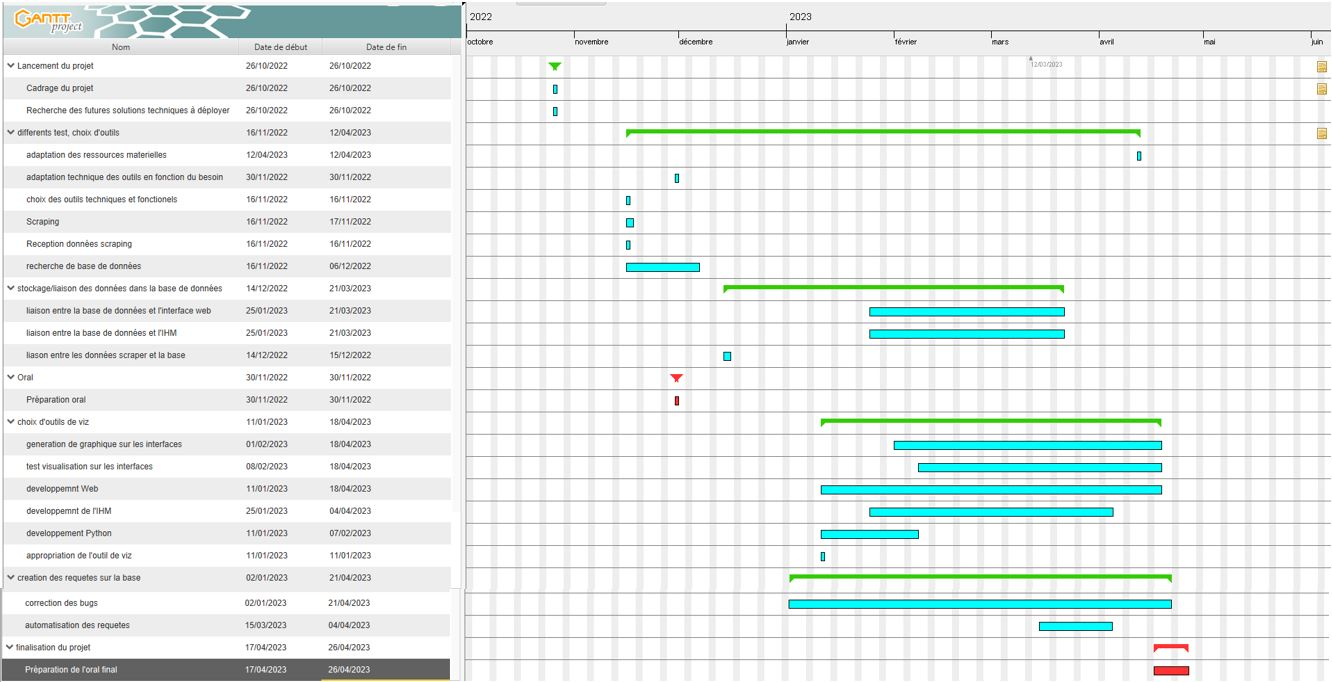 GANTT
project
2022
2023
Nom Date de début Date de fin
octobre novembre décembre janvier février mars avril mai juin
12/03/2023
Lancement du projet 26/10/2022 26/10/2022
Cadrage du projet 26/10/2022 26/10/2022
Recherche des futures solutions techniques à déployer 26/10/2022 26/10/2022
differents test, choix d'outils 16/11/2022 12/04/2023
adaptation des ressources materielles 12/04/2023 12/04/2023
adaptation technique des outils en fonction du besoin 30/11/2022 30/11/2022
choix des outils techniques et fonctionels 16/11/2022 16/11/2022
Scraping 16/11/2022 17/11/2022
Reception données scraping 16/11/2022 16/11/2022
recherche de base de données 16/11/2022 06/12/2022
stockage/liaison des données dans la base de données 14/12/2022 21/03/2023
liaison entre la base de données et l'interface web 25/01/2023 21/03/2023
liaison entre la base de données et l'IHM 25/01/2023 21/03/2023
liason entre les données scraper et la base 14/12/2022 15/12/2022
Oral 30/11/2022 30/11/2022
Préparation oral 30/11/2022 30/11/2022
choix d'outils de viz 11/01/2023 18/04/2023
generation de graphique sur les interfaces 01/02/2023 18/04/2023
test visualisation sur les interfaces 08/02/2023 18/04/2023
developpemnt Web 11/01/2023 18/04/2023
developpemnt de l'IHM 25/01/2023 04/04/2023
developpement Python 11/01/2023 07/02/2023
appropriation de l'outil de viz 11/01/2023 11/01/2023
creation des requetes sur la base 02/01/2023 21/04/2023
correction des bugs 02/01/2023 21/04/2023
automatisation des requetes 15/03/2023 04/04/2023
finalisation du projet 17/04/2023 26/04/2023
Préparation de l'oral final 17/04/2023 26/04/2023